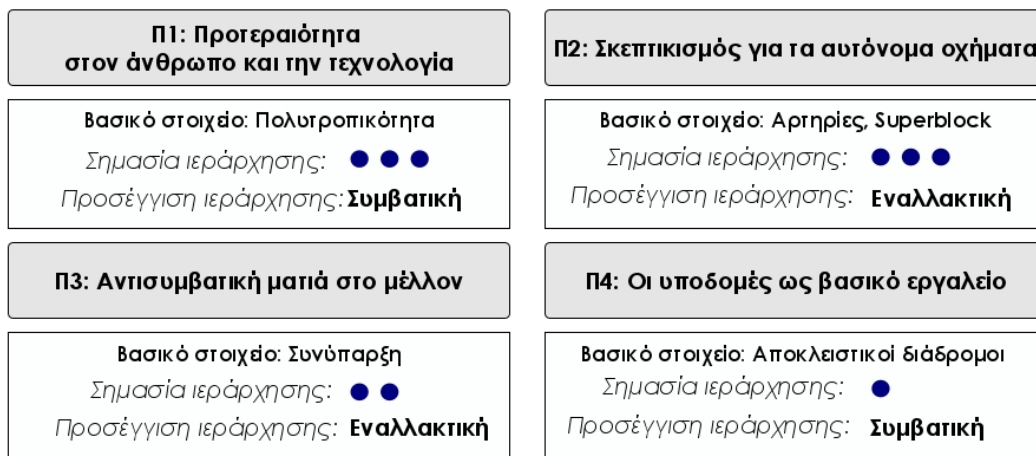 Π1: Προτεραιότητα
στον άνθρωπο και την τεχνολογία
Βασικό στοιχείο: Πολυτροπικότητα
Σημασία ιεράρχησης:
Προσέγγιση ιεράρχησης: Συμβατική
Π2: Σκεπτικισμός για τα αυτόνομα οχήματα
Βασικό στοιχείο: Αρτηρίες, Superblock
Σημασία ιεράρχησης:
Προσέγγιση ιεράρχησης: Εναλλακτική
Π3: Αντισυμβατική ματιά στο μέλλον
Βασικό στοιχείο: Συνύπαρξη
Σημασία ιεράρχησης:
Προσέγγιση ιεράρχησης: Εναλλακτική
Π4: Οι υποδομές ως βασικό εργαλείο
Βασικό στοιχείο: Αποκλειστικοί διάδρομοι
Σημασία ιεράρχησης:
Προσέγγιση ιεράρχησης: Συμβατική